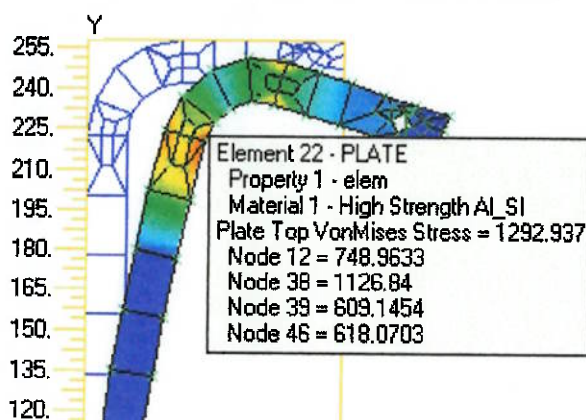 Y
255.
240.
225.
210.
195.
180.
165.
150.
135.
120.
Element 22 - PLATE
Property 1 - elem
Material 1 - High Strength Al_SI
Plate Top VonMises Stress = 1292.937
Node 12 = 748.9633
Node 38 = 1126.84
Node 39 = 609.1454
Node 46 = 618.0703